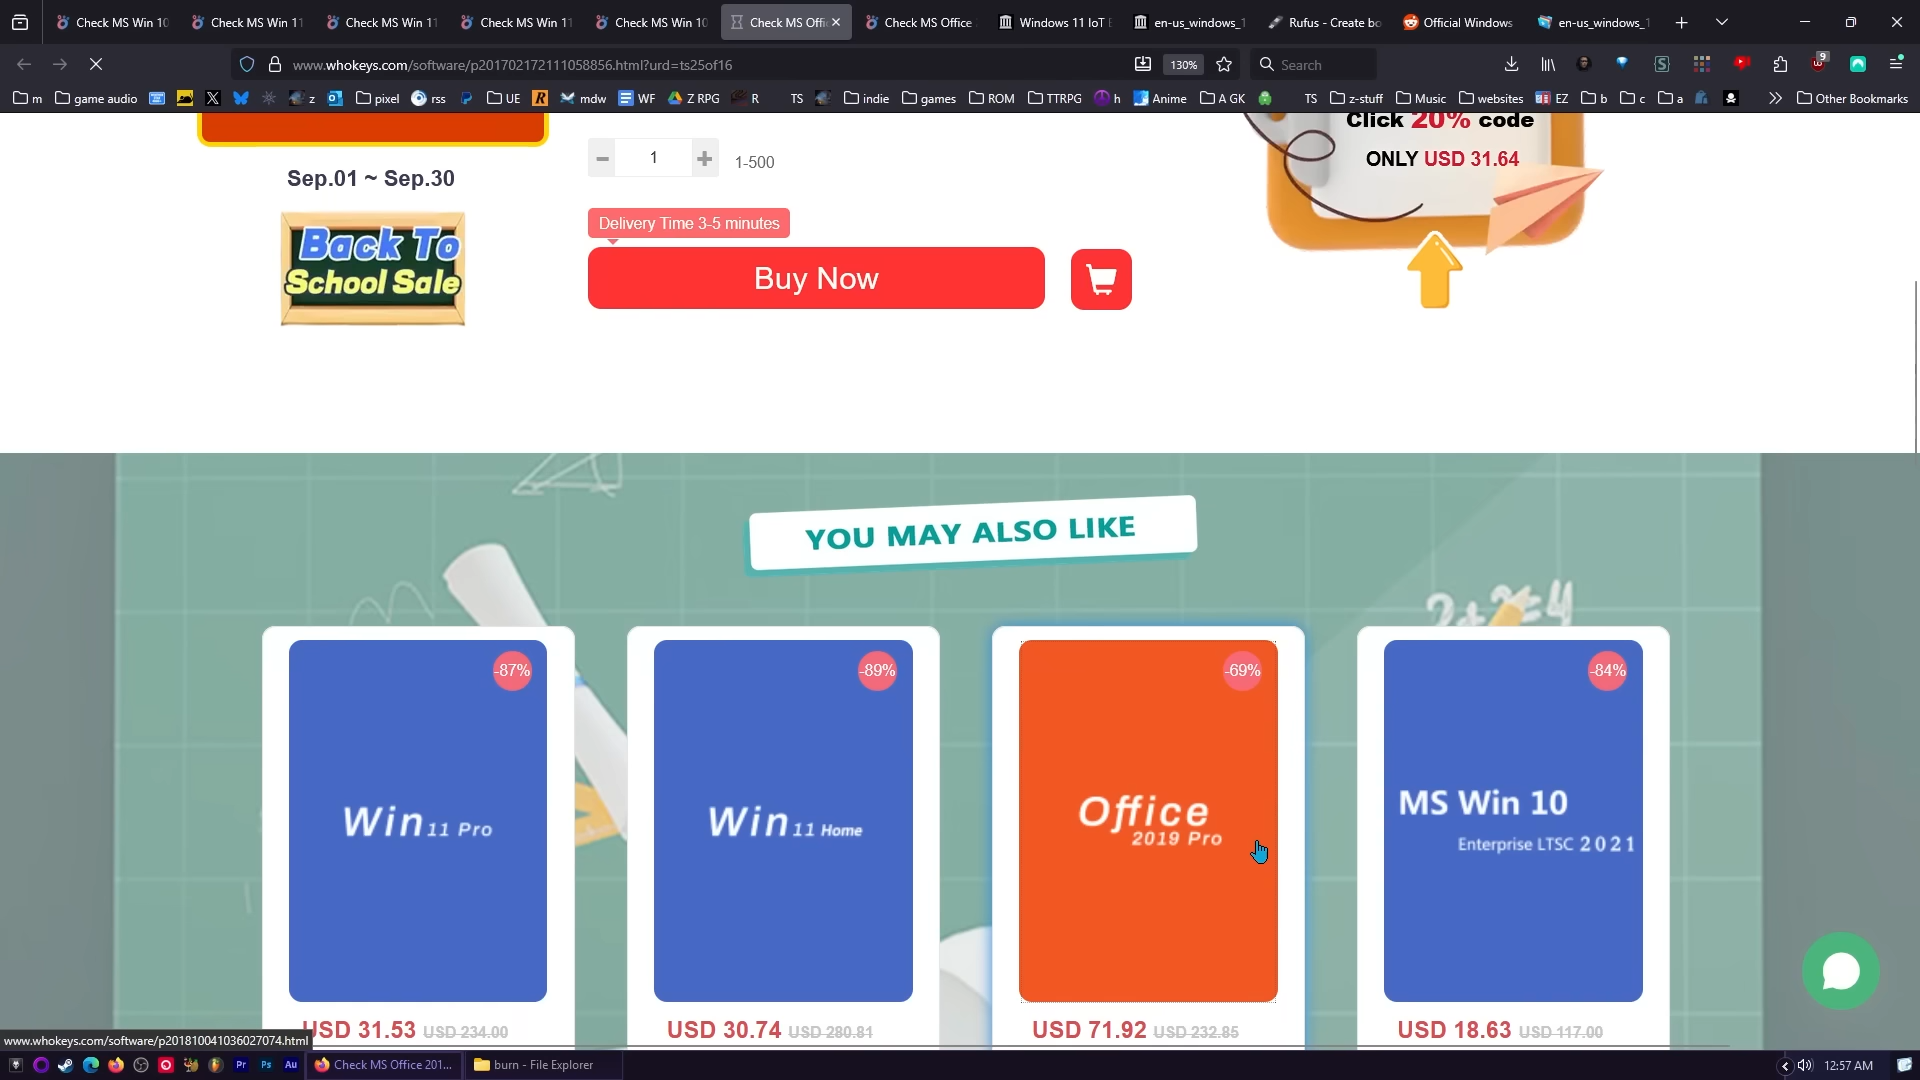 Check MS Win 10
Check MS Win 11
Check MS Win 11
Check MS Win 11
Check MS Win 10
Check MS Offi
Check MS Office
Windows 11 IoT E
en-us_windows_1
Rufus - Create bo
Official Windows
en-us_windows_1
www.whokeys.com/software/p201702172111058856.html?urd=ts25of16
130%
Search
9
m
game audio
z
pixel
rss
UE
mdw
WF
Z RPG
R
TS
indie
games
ROM
TTRPG
h
Anime
A GK
TS
z-stuff
Music
websites
EZ
b
c
a
Other Bookmarks
Click 20% code
ONLY USD 31.64
1
1-500
Sep.01 ~ Sep.30
Back To
School Sale
Delivery Time 3-5 minutes
Buy Now
YOU MAY ALSO LIKE
2+2=4
-87%
-89%
-69%
-84%
Win 11 Pro
Win 11 Home
Office
2019 Pro
MS Win 10
Enterprise LTSC 2021
USD 31.53 USD 234.00
USD 30.74 USD 280.81
USD 71.92 USD 232.85
USD 18.63 USD 117.00
www.whokeys.com/software/p201810041036027074.html
Pr
Ps
Au
Check MS Office 201...
burn - File Explorer
12:57 AM